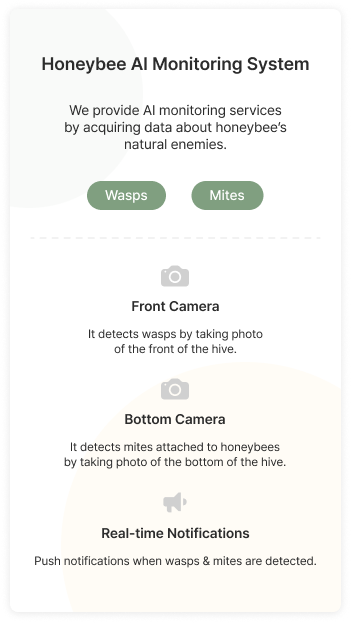 Honeybee AI Monitoring System
We provide AI monitoring services
by acquiring data about honeybee's
natural enemies.
Wasps
Mites
Front Camera
It detects wasps by taking photo
of the front of the hive.
Bottom Camera
It detects mites attached to honeybees
by taking photo of the bottom of the hive.
Real-time Notifications
Push notifications when wasps & mites are detected.